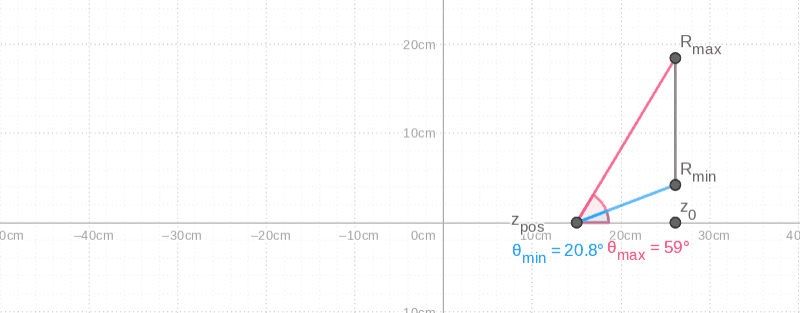 R_max
20cm
10cm
R_min
z_0
z_pos
0cm
−40cm
−30cm
−20cm
−10cm
0cm
10cm
20cm
30cm
40
θ_min = 20.8°
θ_max = 59°
10cm